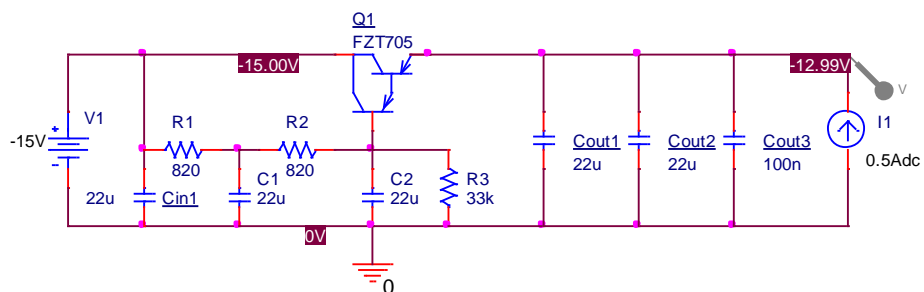 Q1
FZT705
-15.00V
-12.99V
V
V1
-15V
R1
820
R2
820
I1
0.5Adc
Cout1
22u
Cout2
22u
Cout3
100n
22u
Cin1
C1
22u
C2
22u
R3
33k
0V
0